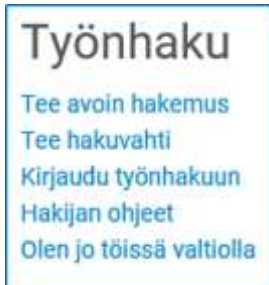 Työnhaku
Tee avoin hakemus
Tee hakuvahti
Kirjaudu työnhakuun
Hakijan ohjeet
Olen jo töissä valtiolla